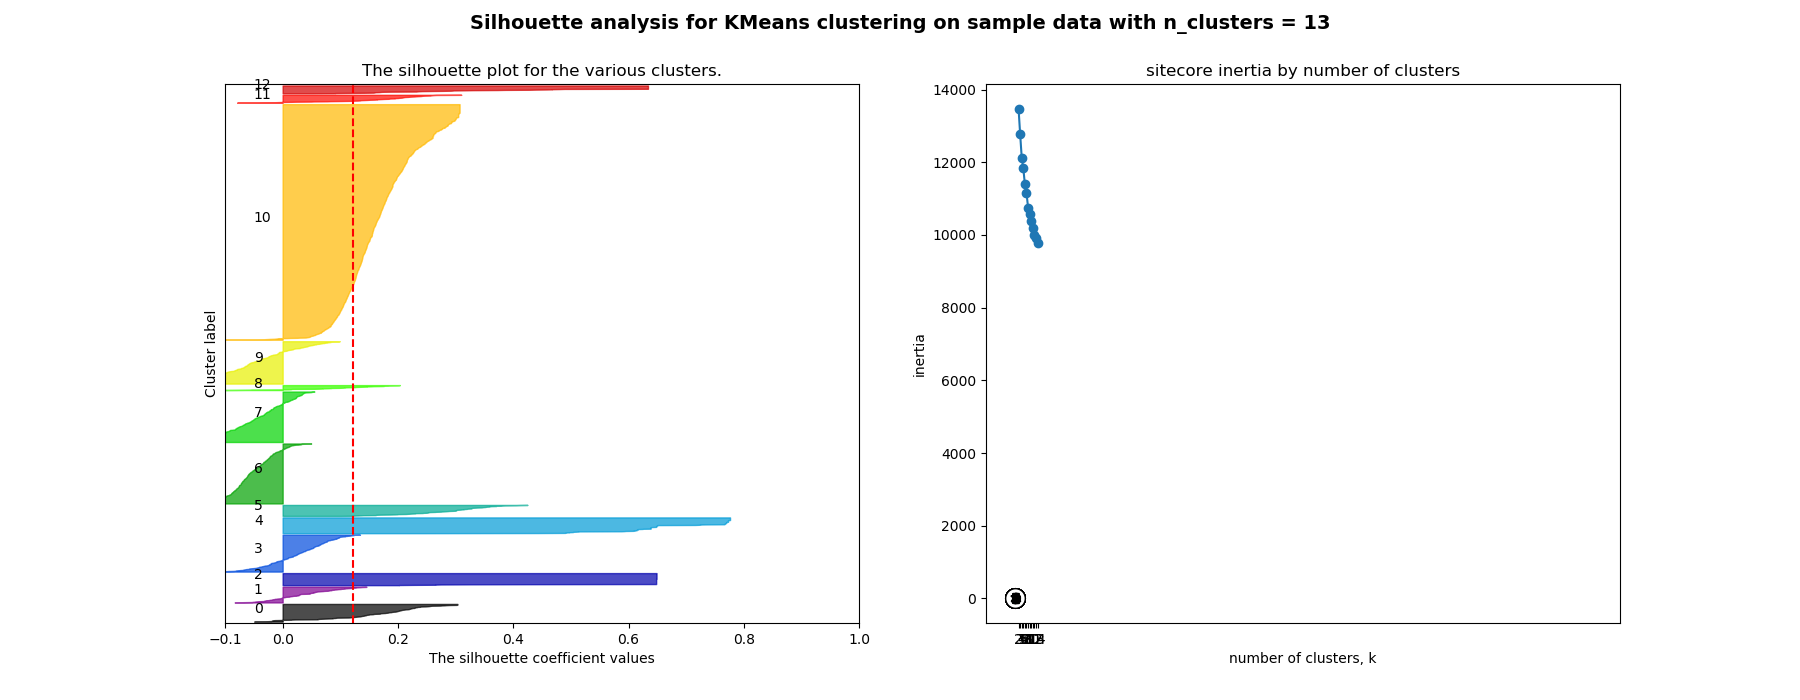 Silhouette analysis for KMeans clustering on sample data with n_clusters = 13
The silhouette plot for the various clusters.
12
11
10
9
8
7
6
5
4
3
2
1
0
Cluster label
−0.1 0.0 0.2 0.4 0.6 0.8 1.0
The silhouette coefficient values
sitecore inertia by number of clusters
14000
12000
10000
8000
6000
4000
2000
0
inertia
number of clusters, k